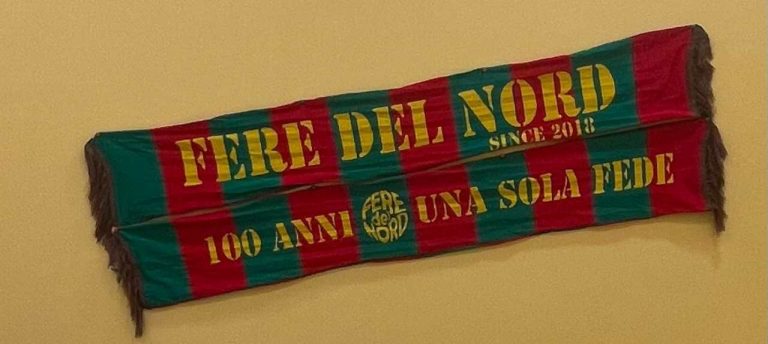 FERE DEL NORD
SINCE 2018
100 ANNI FERE del NORD UNA SOLA FEDE